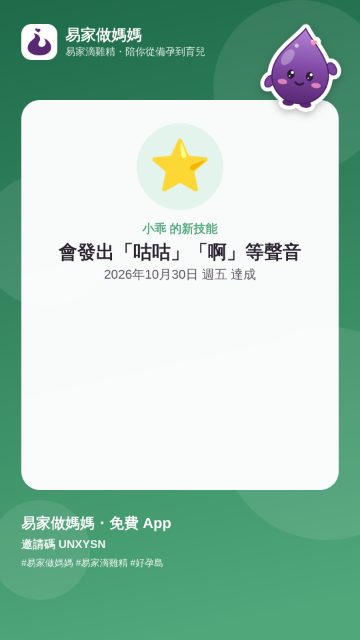 易家做媽媽
易家滴雞精・陪你從備孕到育兒
小乖 的新技能
會發出「咕咕」「啊」等聲音
2026年10月30日 週五 達成
易家做媽媽・免費 App
邀請碼 UNXYSN
#易家做媽媽 #易家滴雞精 #好孕島